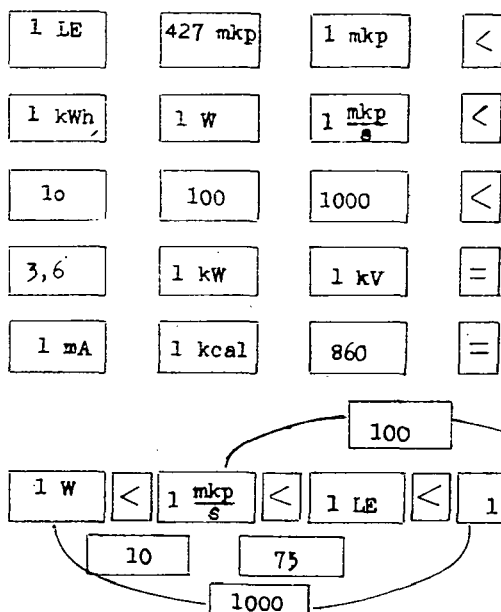 1 LE 427 mkp 1 mkp <
1 kWh 1 W 1 mkp/s <
10 100 1000 <
3,6 1 kW 1 kV =
1 mA 1 kcal 860 =
100
1 W < 1 mkp/s < 1 LE < 1
10 75
1000